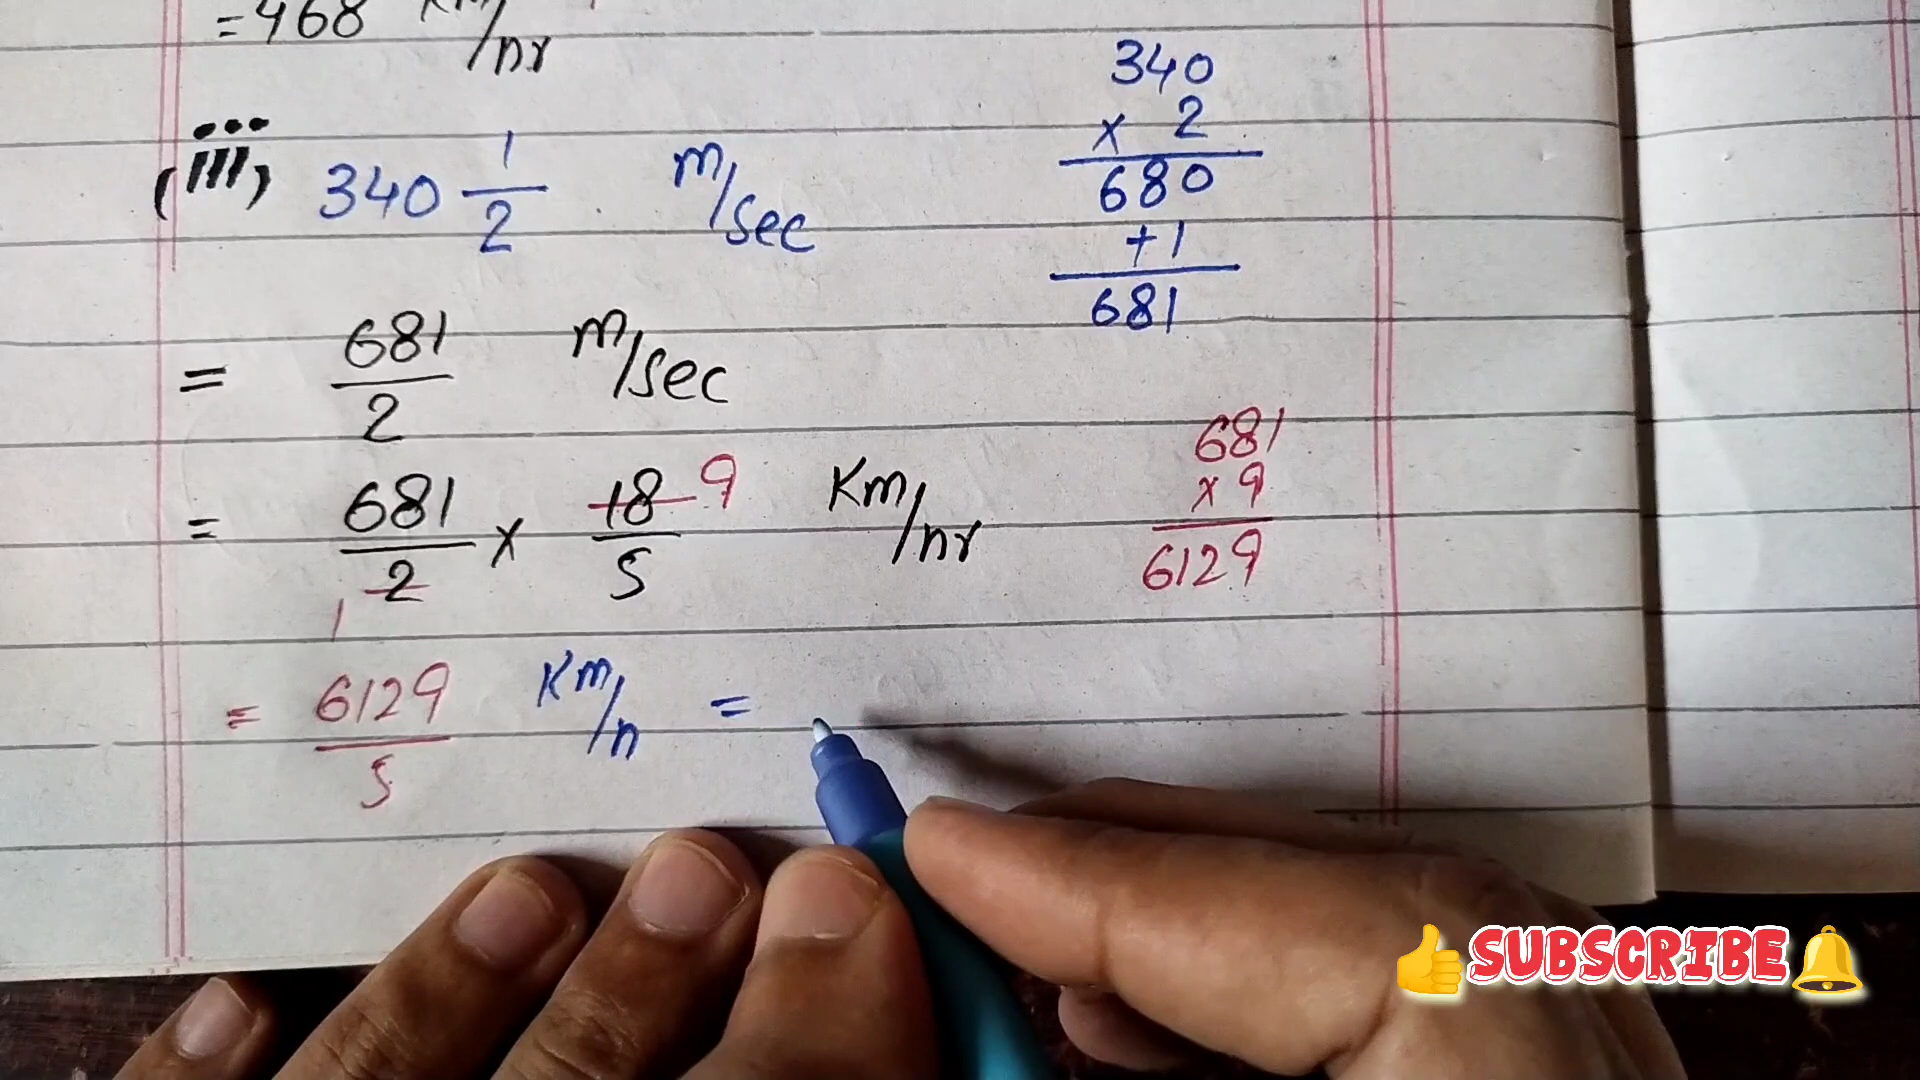 =468 Km/hr
(iii) 340 1/2 m/sec
340
x 2
680
+1
681
= 681/2 m/sec
= 681/2 x 18/5 9 Km/hr
1
681
x 9
6129
= 6129/5 Km/h =
SUBSCRIBE